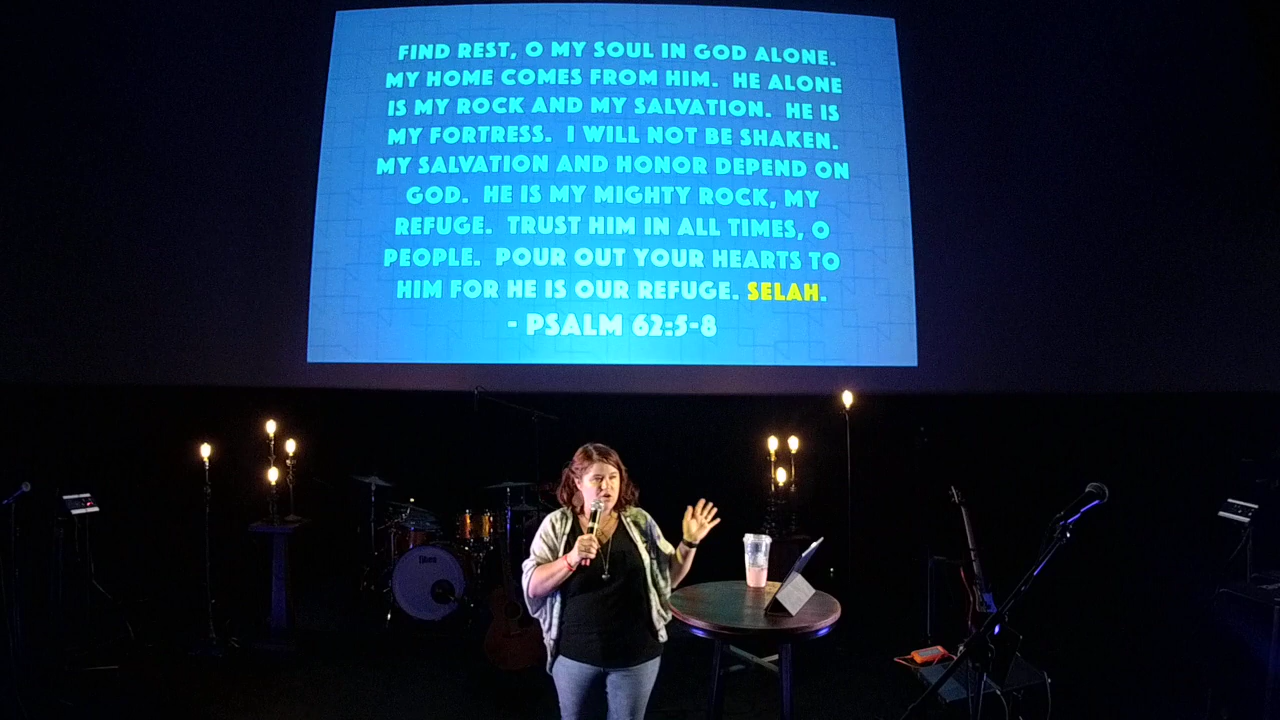 FIND REST, O MY SOUL IN GOD ALONE.
MY HOME COMES FROM HIM. HE ALONE
IS MY ROCK AND MY SALVATION. HE IS
MY FORTRESS. I WILL NOT BE SHAKEN.
MY SALVATION AND HONOR DEPEND ON
GOD. HE IS MY MIGHTY ROCK, MY
REFUGE. TRUST HIM IN ALL TIMES, O
PEOPLE. POUR OUT YOUR HEARTS TO
HIM FOR HE IS OUR REFUGE. SELAH.
- PSALM 62:5-8